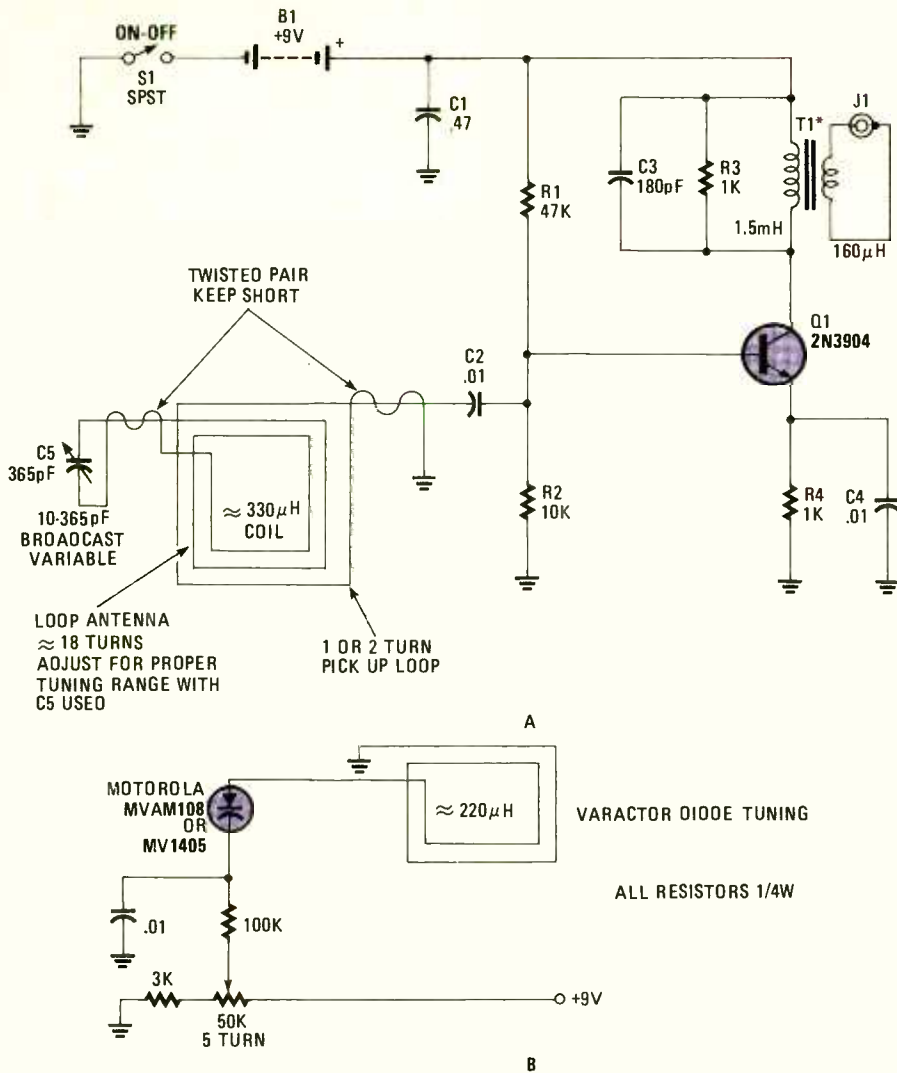 ON-OFF
S1
SPST
B1
+9V
+
C1
.47
R1
47K
C3
180pF
R3
1K
T1*
J1
1.5mH
160µH
TWISTED PAIR
KEEP SHORT
C2
.01
Q1
2N3904
C5
365pF
10-365pF
BROADCAST
VARIABLE
≈ 330µH
COIL
R2
10K
R4
1K
C4
.01
LOOP ANTENNA
≈ 18 TURNS
ADJUST FOR PROPER
TUNING RANGE WITH
C5 USED
1 OR 2 TURN
PICK UP LOOP
A
MOTOROLA
MVAM108
OR
MV1405
≈ 220µH
VARACTOR DIODE TUNING
ALL RESISTORS 1/4W
.01
100K
3K
50K
5 TURN
+9V
B